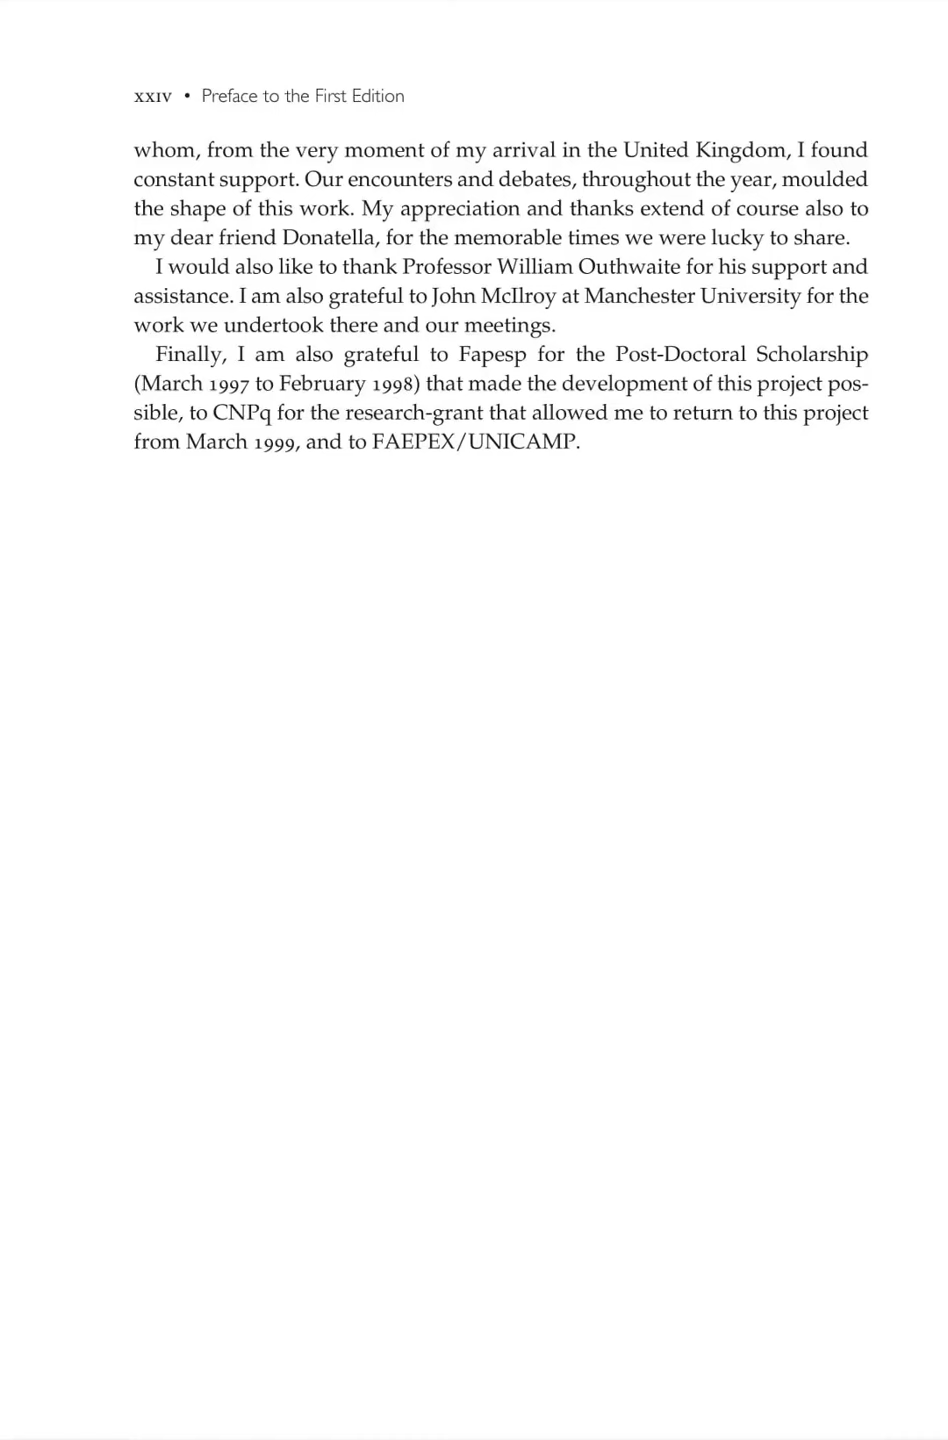 xxiv • Preface to the First Edition
whom, from the very moment of my arrival in the United Kingdom, I found
constant support. Our encounters and debates, throughout the year, moulded
the shape of this work. My appreciation and thanks extend of course also to
my dear friend Donatella, for the memorable times we were lucky to share.
I would also like to thank Professor William Outhwaite for his support and
assistance. I am also grateful to John McIlroy at Manchester University for the
work we undertook there and our meetings.
Finally, I am also grateful to Fapesp for the Post-Doctoral Scholarship
(March 1997 to February 1998) that made the development of this project pos-
sible, to CNPq for the research-grant that allowed me to return to this project
from March 1999, and to FAEPEX/UNICAMP.